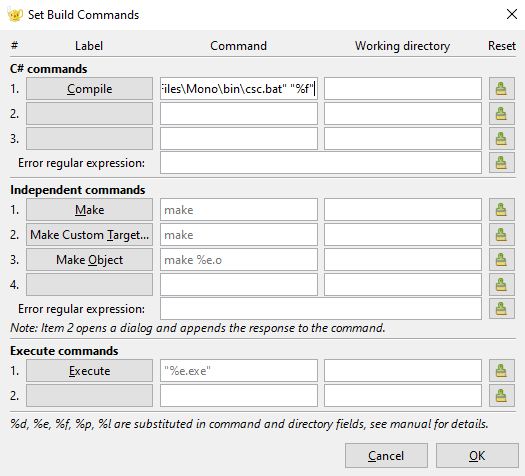 Set Build Commands
# Label Command Working directory Reset
C# commands
1. Compile Files\Mono\bin\csc.bat" "%f"
2.
3.
Error regular expression:
Independent commands
1. Make make
2. Make Custom Target... make
3. Make Object make %e.o
4.
Error regular expression:
Note: Item 2 opens a dialog and appends the response to the command.
Execute commands
1. Execute "%e.exe"
2.
%d, %e, %f, %p, %l are substituted in command and directory fields, see manual for details.
Cancel OK